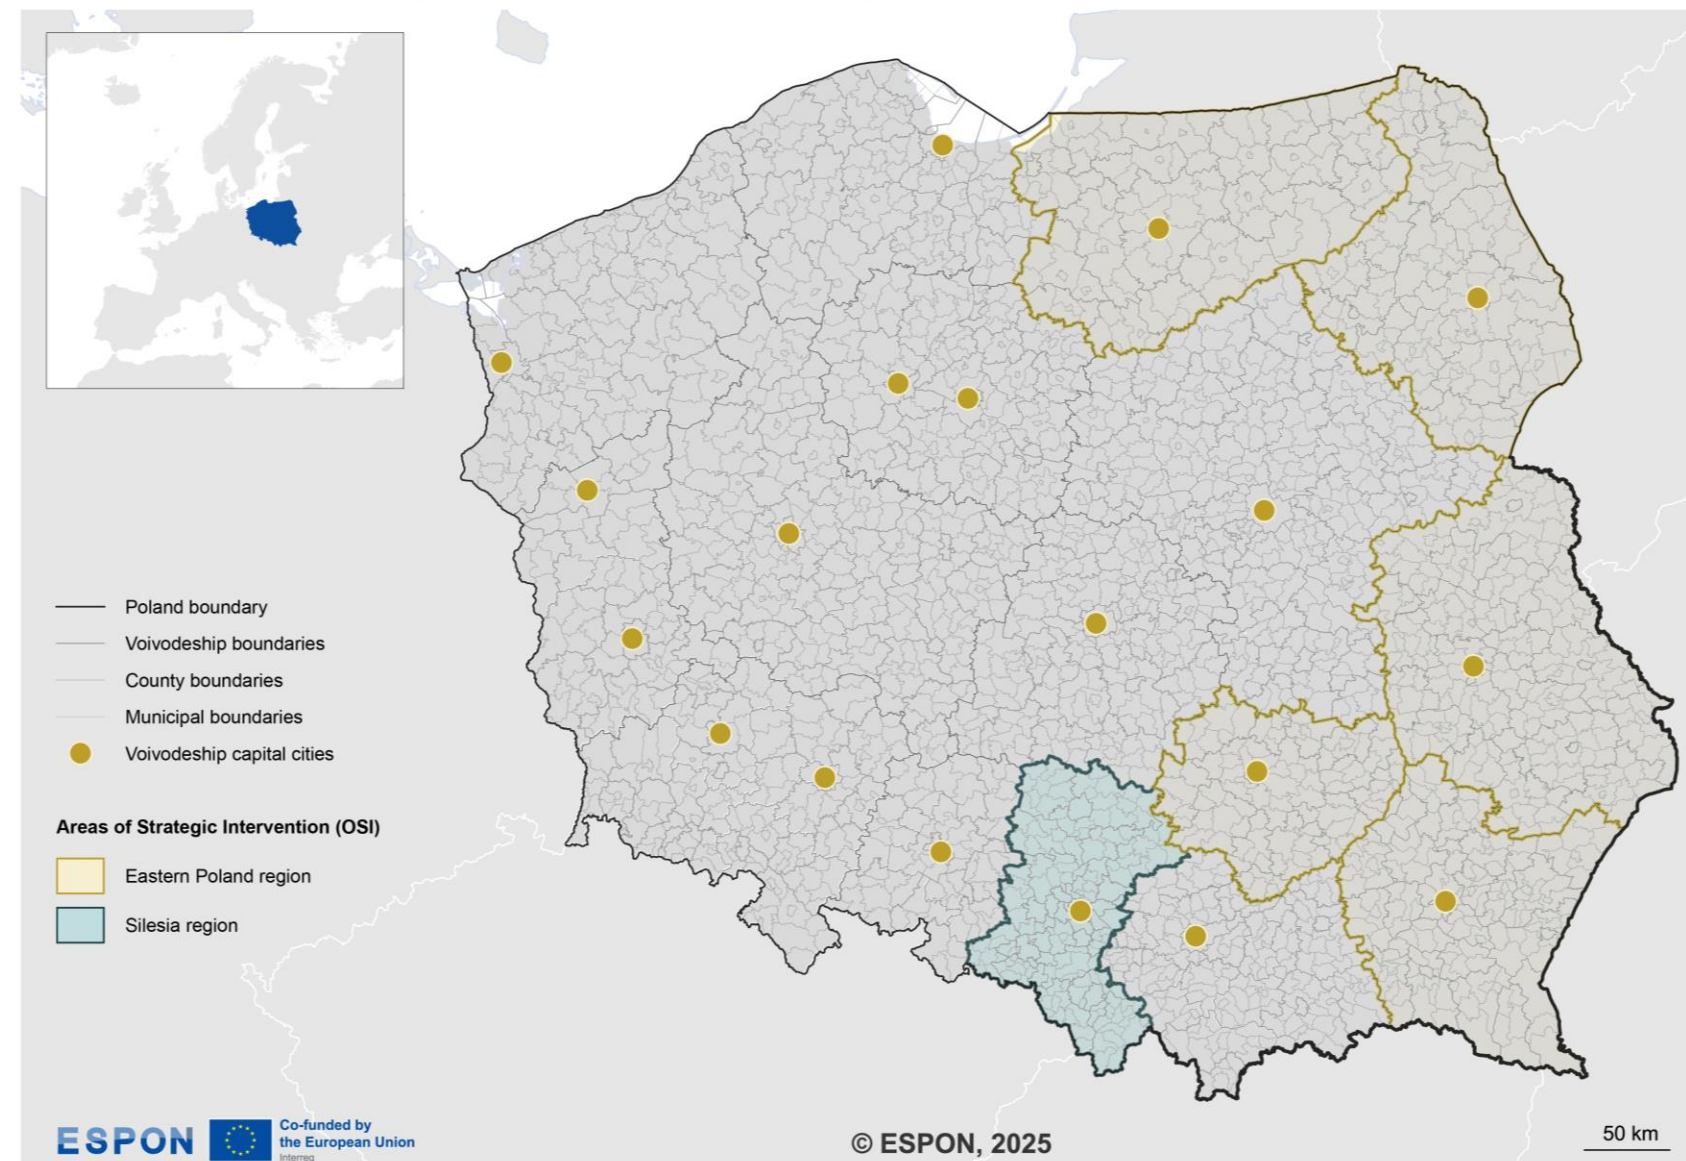 Poland boundary
Voivodeship boundaries
County boundaries
Municipal boundaries
Voivodeship capital cities
Areas of Strategic Intervention (OSI)
Eastern Poland region
Silesia region
ESPON
Co-funded by
the European Union
Interreg
© ESPON, 2025
50 km